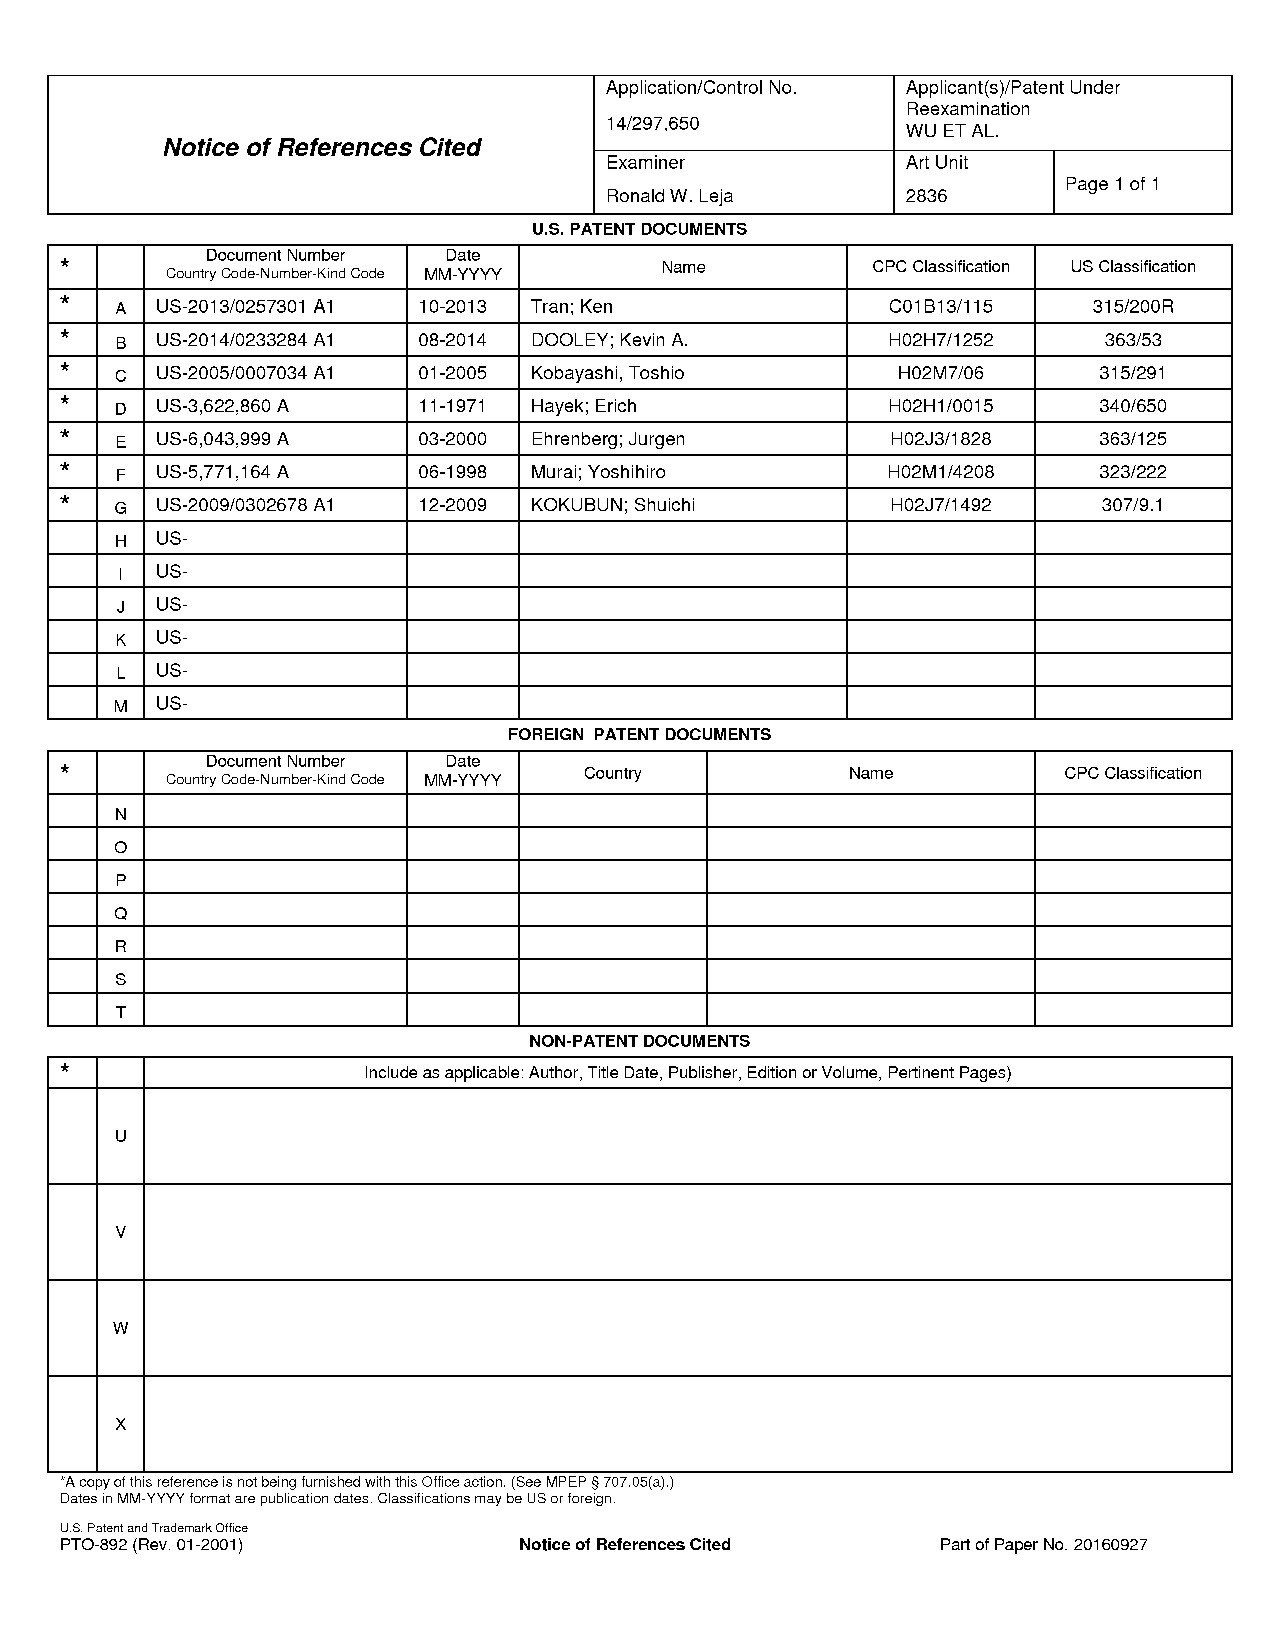 Notice of References Cited
Application/Control No.
14/297,650
Applicant(s)/Patent Under
Reexamination
WU ET AL.
Examiner
Ronald W. Leja
Art Unit
2836
Page 1 of 1
U.S. PATENT DOCUMENTS
* Document Number Country Code-Number-Kind Code Date MM-YYYY Name CPC Classification US Classification
* A US-2013/0257301 A1 10-2013 Tran; Ken C01B13/115 315/200R
* B US-2014/0233284 A1 08-2014 DOOLEY; Kevin A. H02H7/1252 363/53
* C US-2005/0007034 A1 01-2005 Kobayashi, Toshio H02M7/06 315/291
* D US-3,622,860 A 11-1971 Hayek; Erich H02H1/0015 340/650
* E US-6,043,999 A 03-2000 Ehrenberg; Jurgen H02J3/1828 363/125
* F US-5,771,164 A 06-1998 Murai; Yoshihiro H02M1/4208 323/222
* G US-2009/0302678 A1 12-2009 KOKUBUN; Shuichi H02J7/1492 307/9.1
H US-
I US-
J US-
K US-
L US-
M US-
FOREIGN PATENT DOCUMENTS
* Document Number Country Code-Number-Kind Code Date MM-YYYY Country Name CPC Classification
N
O
P
Q
R
S
T
NON-PATENT DOCUMENTS
* Include as applicable: Author, Title Date, Publisher, Edition or Volume, Pertinent Pages)
U
V
W
X
*A copy of this reference is not being furnished with this Office action. (See MPEP § 707.05(a).)
Dates in MM-YYYY format are publication dates. Classifications may be US or foreign.
U.S. Patent and Trademark Office
PTO-892 (Rev. 01-2001) Notice of References Cited Part of Paper No. 20160927